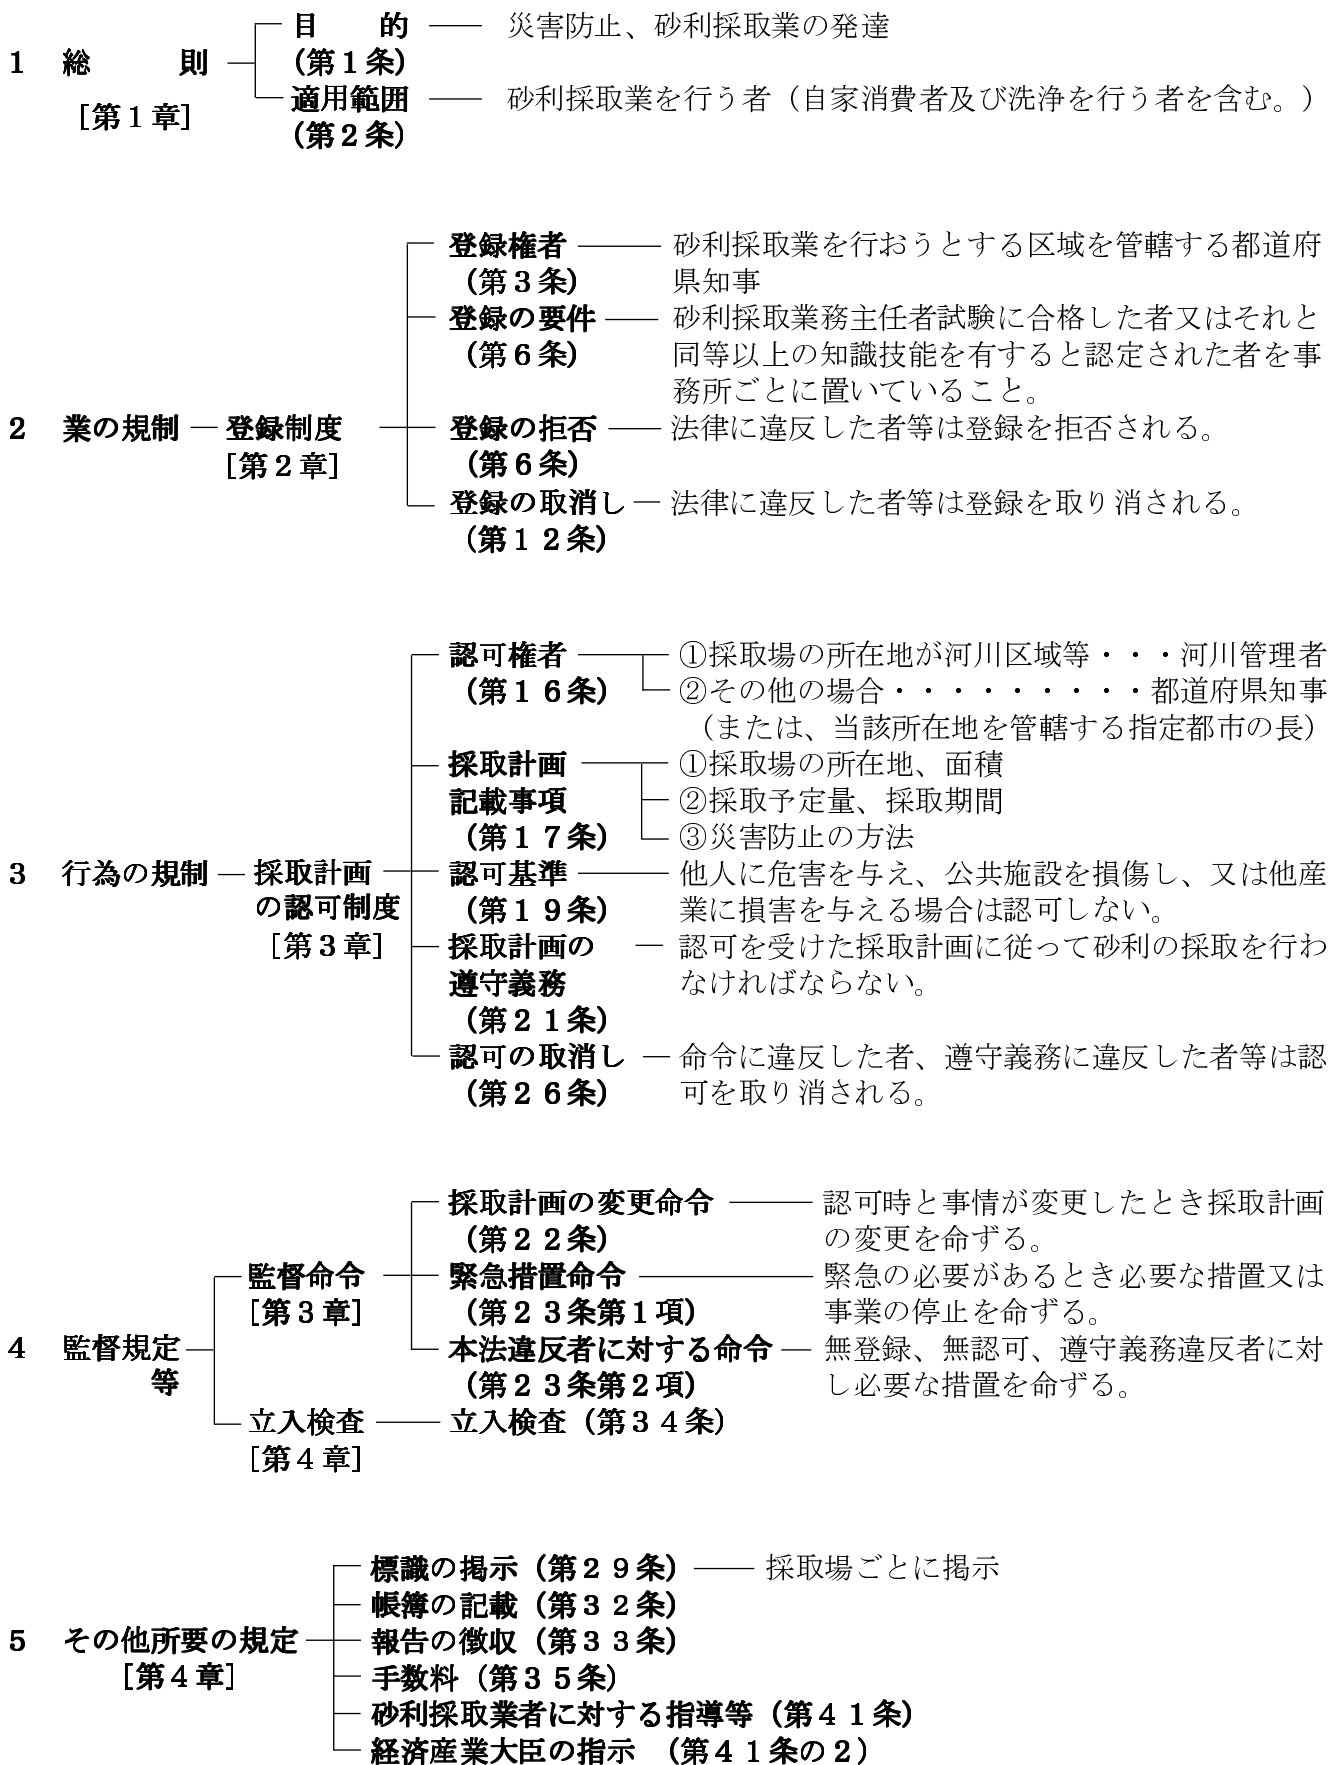 目　　的　災害防止、砂利採取業の発達
1　総　　則　(第１条)
[第１章]　適用範囲　砂利採取業を行う者（自家消費者及び洗浄を行う者を含む。）
(第２条)
登録権者　砂利採取業を行おうとする区域を管轄する都道府
(第３条)　県知事
登録の要件　砂利採取業務主任者試験に合格した者又はそれと
(第６条)　同等以上の知識技能を有すると認定された者を事
務所ごとに置いていること。
2　業の規制　登録制度　登録の拒否　法律に違反した者等は登録を拒否される。
[第２章]　(第６条)
登録の取消し　法律に違反した者等は登録を取り消される。
(第１２条)
認可権者　①採取場の所在地が河川区域等・・・河川管理者
(第１６条)　②その他の場合・・・・・・・・・都道府県知事
（または、当該所在地を管轄する指定都市の長）
採取計画　①採取場の所在地、面積
記載事項　②採取予定量、採取期間
(第１７条)　③災害防止の方法
3　行為の規制　採取計画　認可基準　他人に危害を与え、公共施設を損傷し、又は他産
の認可制度　(第１９条)　業に損害を与える場合は認可しない。
[第３章]　採取計画の　認可を受けた採取計画に従って砂利の採取を行わ
遵守義務　なければならない。
(第２１条)
認可の取消し　命令に違反した者、遵守義務に違反した者等は認
(第２６条)　可を取り消される。
採取計画の変更命令　認可時と事情が変更したとき採取計画
(第２２条)　の変更を命ずる。
監督命令　緊急措置命令　緊急の必要があるとき必要な措置又は
[第３章]　(第２３条第１項)　事業の停止を命ずる。
4　監督規定　本法違反者に対する命令　無登録、無認可、遵守義務違反者に対
等　(第２３条第２項)　し必要な措置を命ずる。
立入検査　立入検査（第３４条）
[第４章]
標識の掲示（第２９条）　採取場ごとに掲示
帳簿の記載（第３２条）
5　その他所要の規定　報告の徴収（第３３条）
[第４章]　手数料（第３５条）
砂利採取業者に対する指導等（第４１条）
経済産業大臣の指示　（第４１条の２）